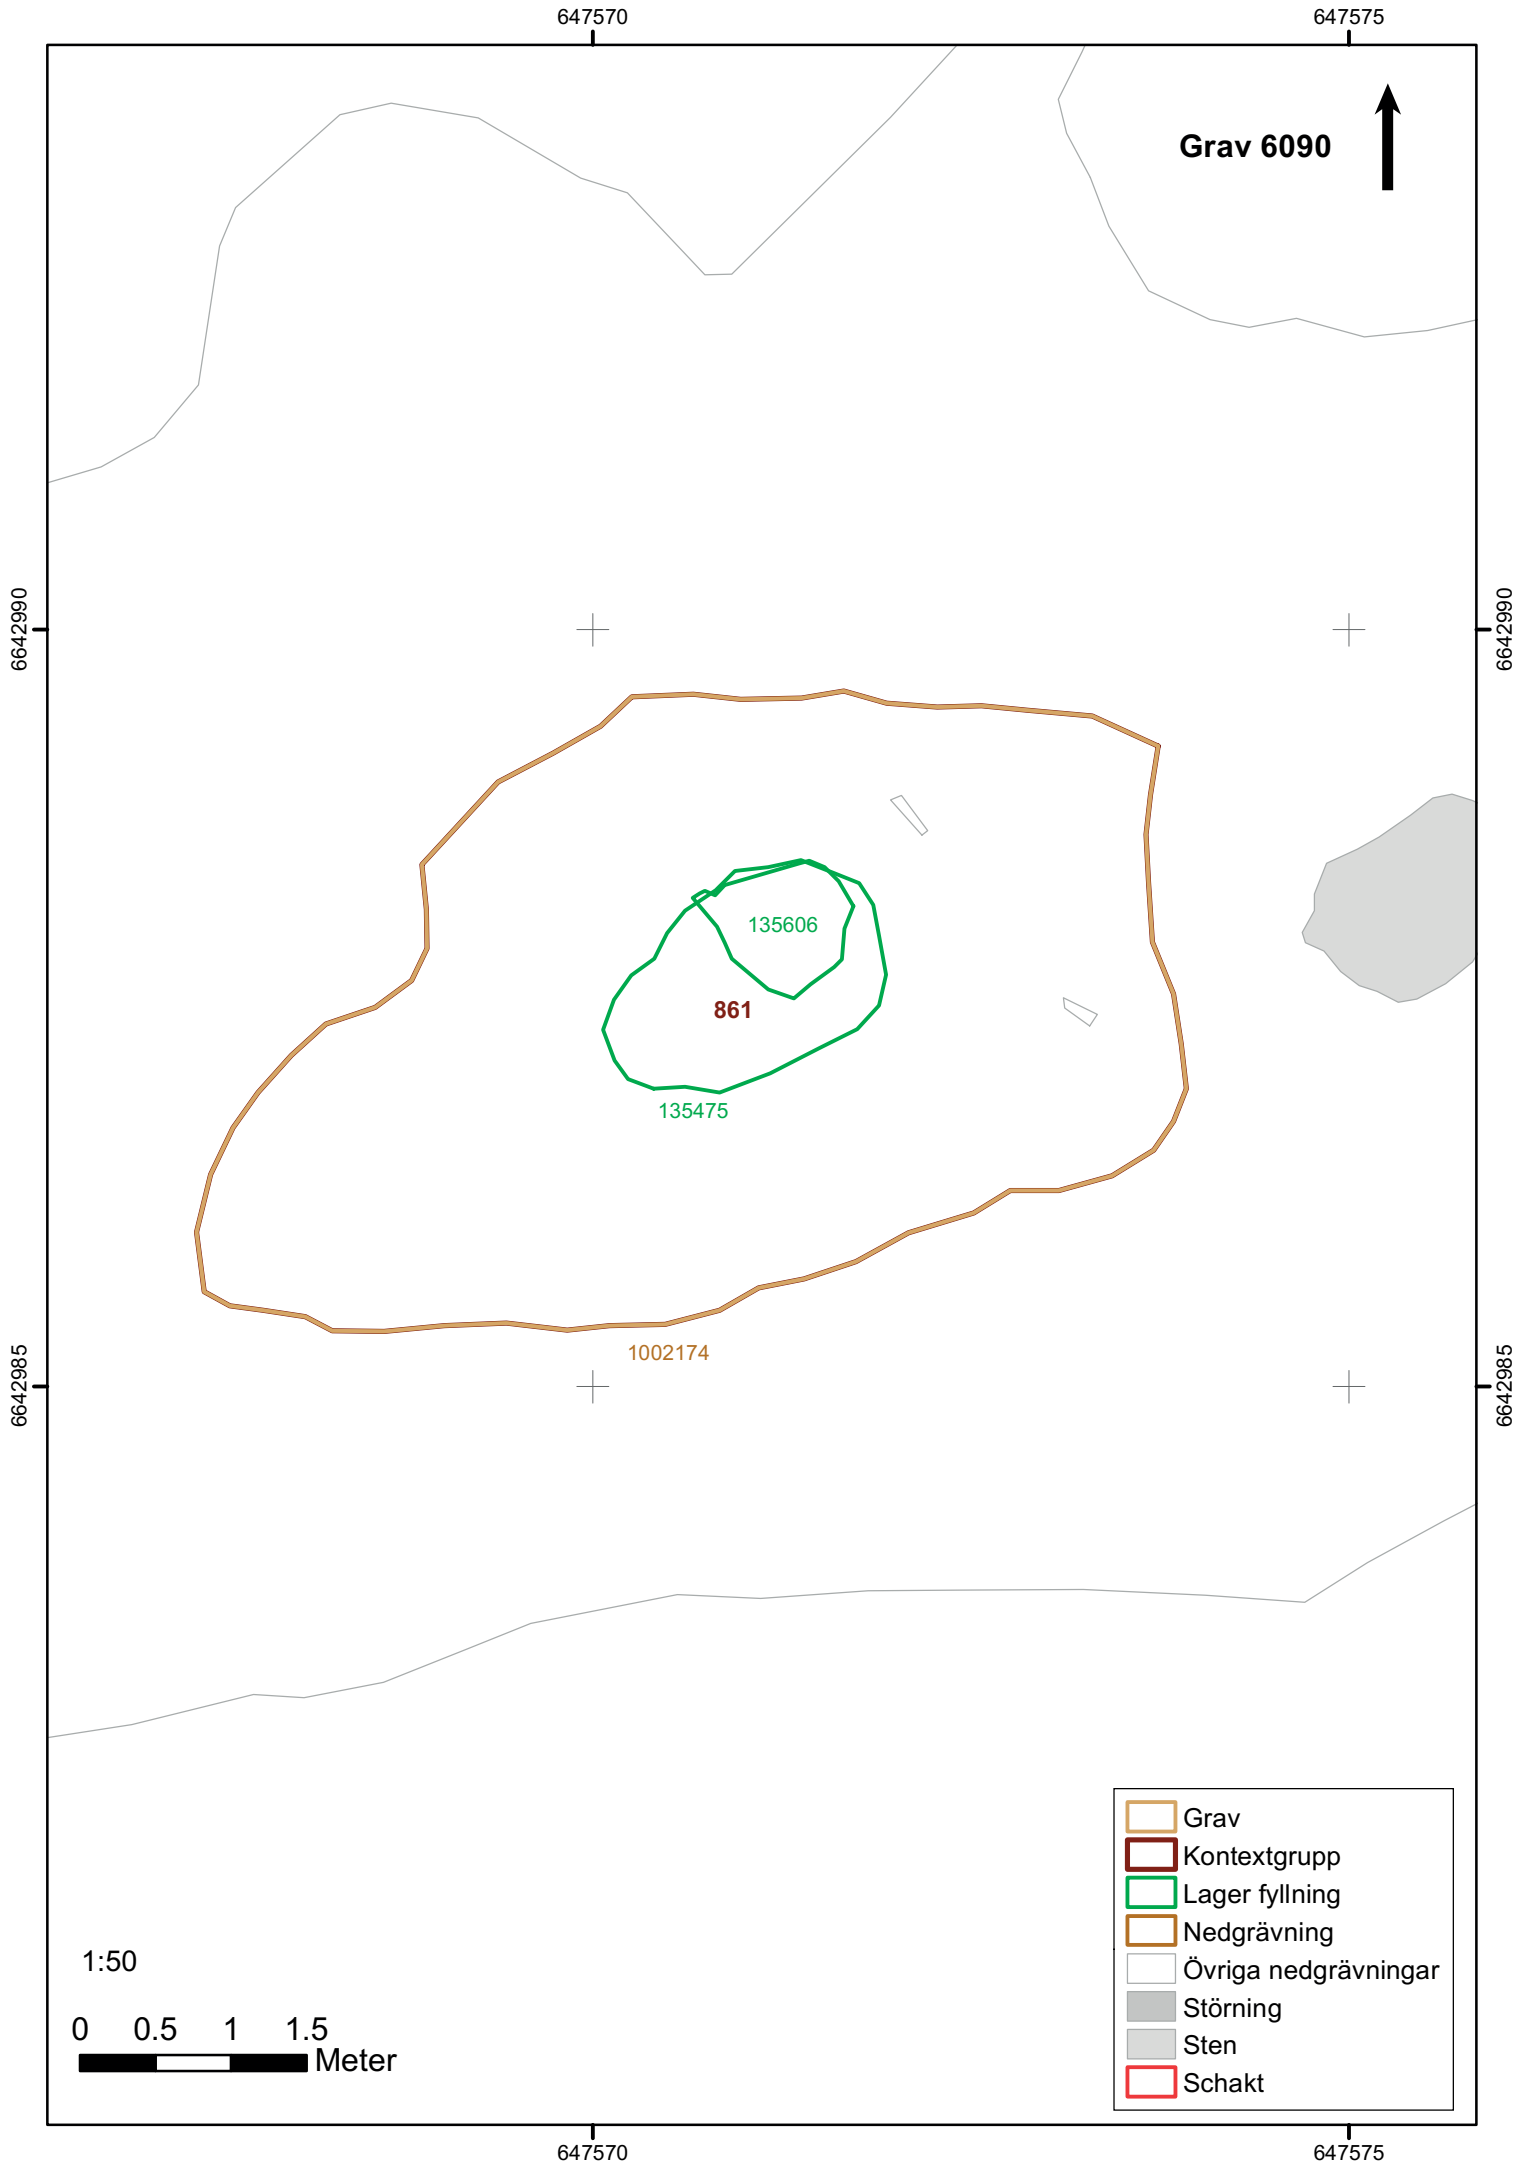 647570
647575
Grav 6090
6642990
6642990
135606
861
135475
1002174
6642985
6642985
Grav
Kontextgrupp
Lager fyllning
Nedgrävning
Övriga nedgrävningar
Störning
Sten
Schakt
1:50
0 0.5 1 1.5
Meter
647570
647575